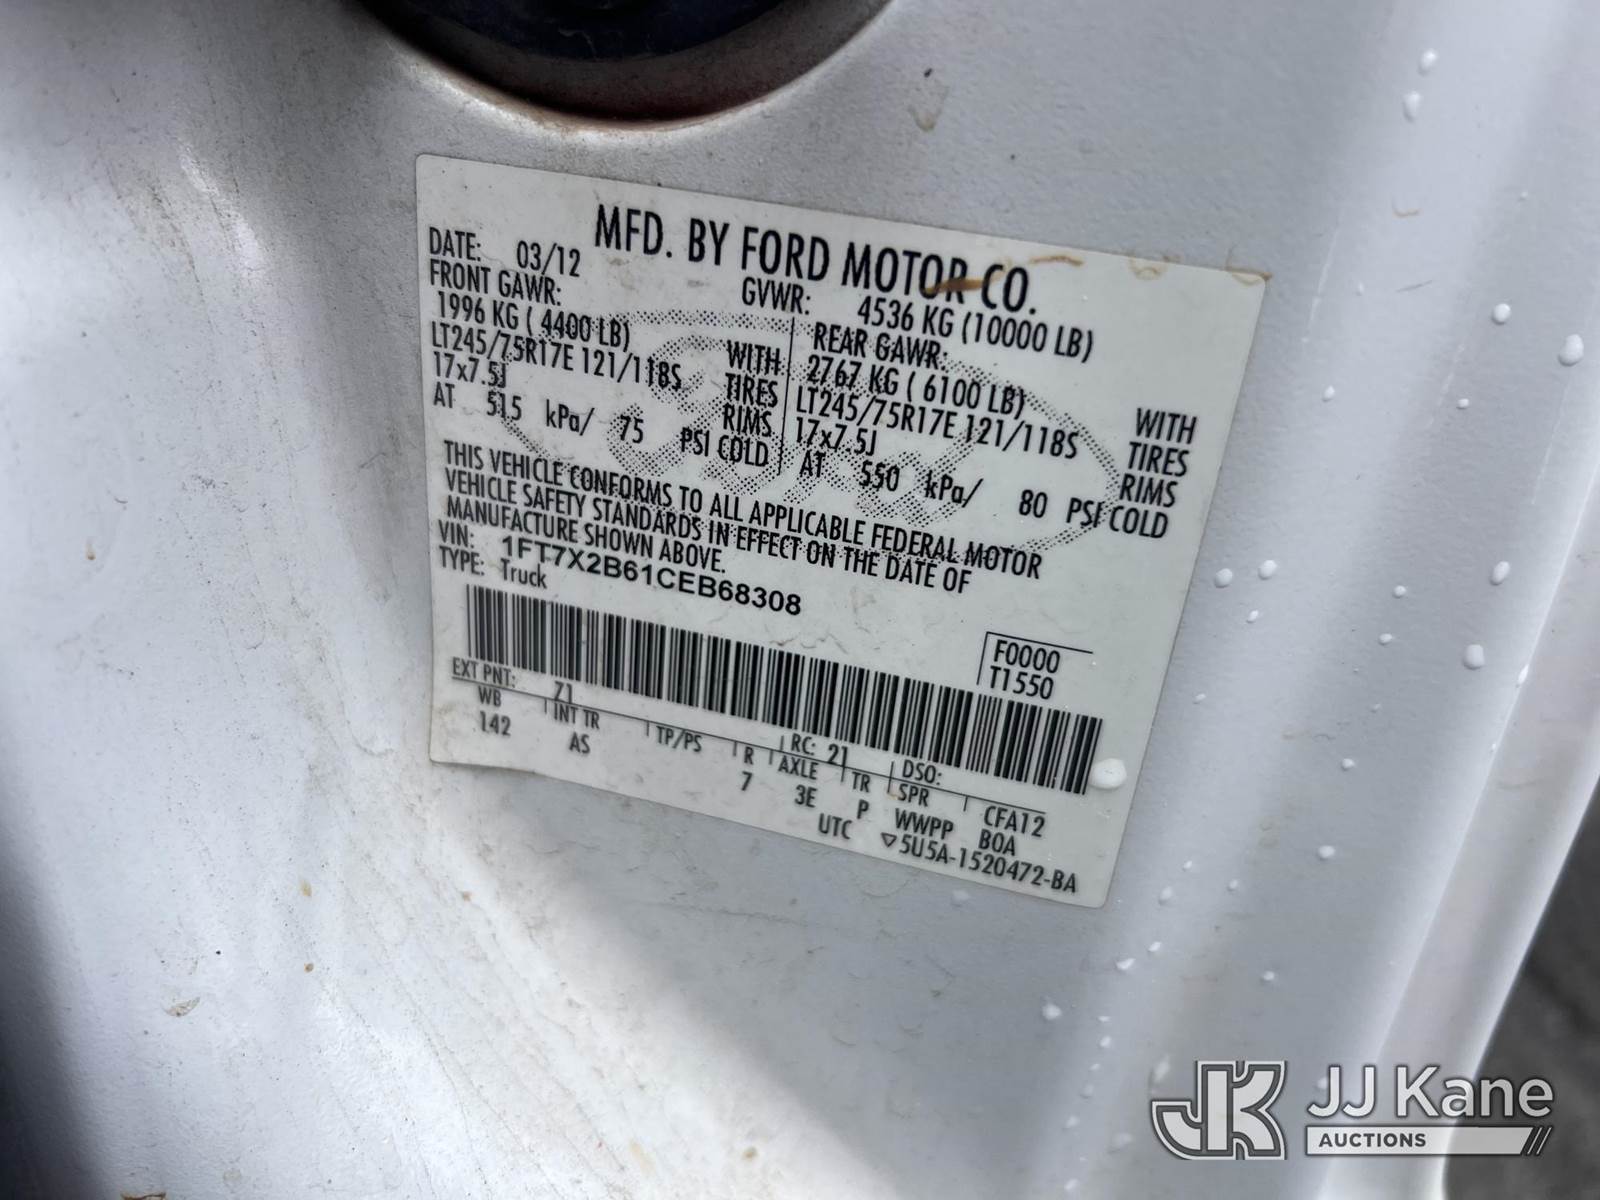 MFD. BY FORD MOTOR CO.
DATE: 03/12 GVWR: 4536 KG (10000 LB)
FRONT GAWR: REAR GAWR:
1996 KG ( 4400 LB) WITH 2767 KG ( 6100 LB) WITH
LT245/75R17E 121/118S TIRES LT245/75R17E 121/118S TIRES
17x7.5J RIMS 17x7.5J RIMS
AT 515 kPa/ 75 PSI COLD AT 550 kPa/ 80 PSI COLD
THIS VEHICLE CONFORMS TO ALL APPLICABLE FEDERAL MOTOR
VEHICLE SAFETY STANDARDS IN EFFECT ON THE DATE OF
MANUFACTURE SHOWN ABOVE.
VIN: 1FT7X2B61CEB68308
TYPE: Truck
F0000
T1550
EXT PNT: Z1 RC: 21 DSO:
WB INT TR TP/PS R AXLE TR SPR CFA12
142 AS 7 3E P WWPP BOA
UTC ▽5U5A-1520472-BA
JK JJ Kane
AUCTIONS